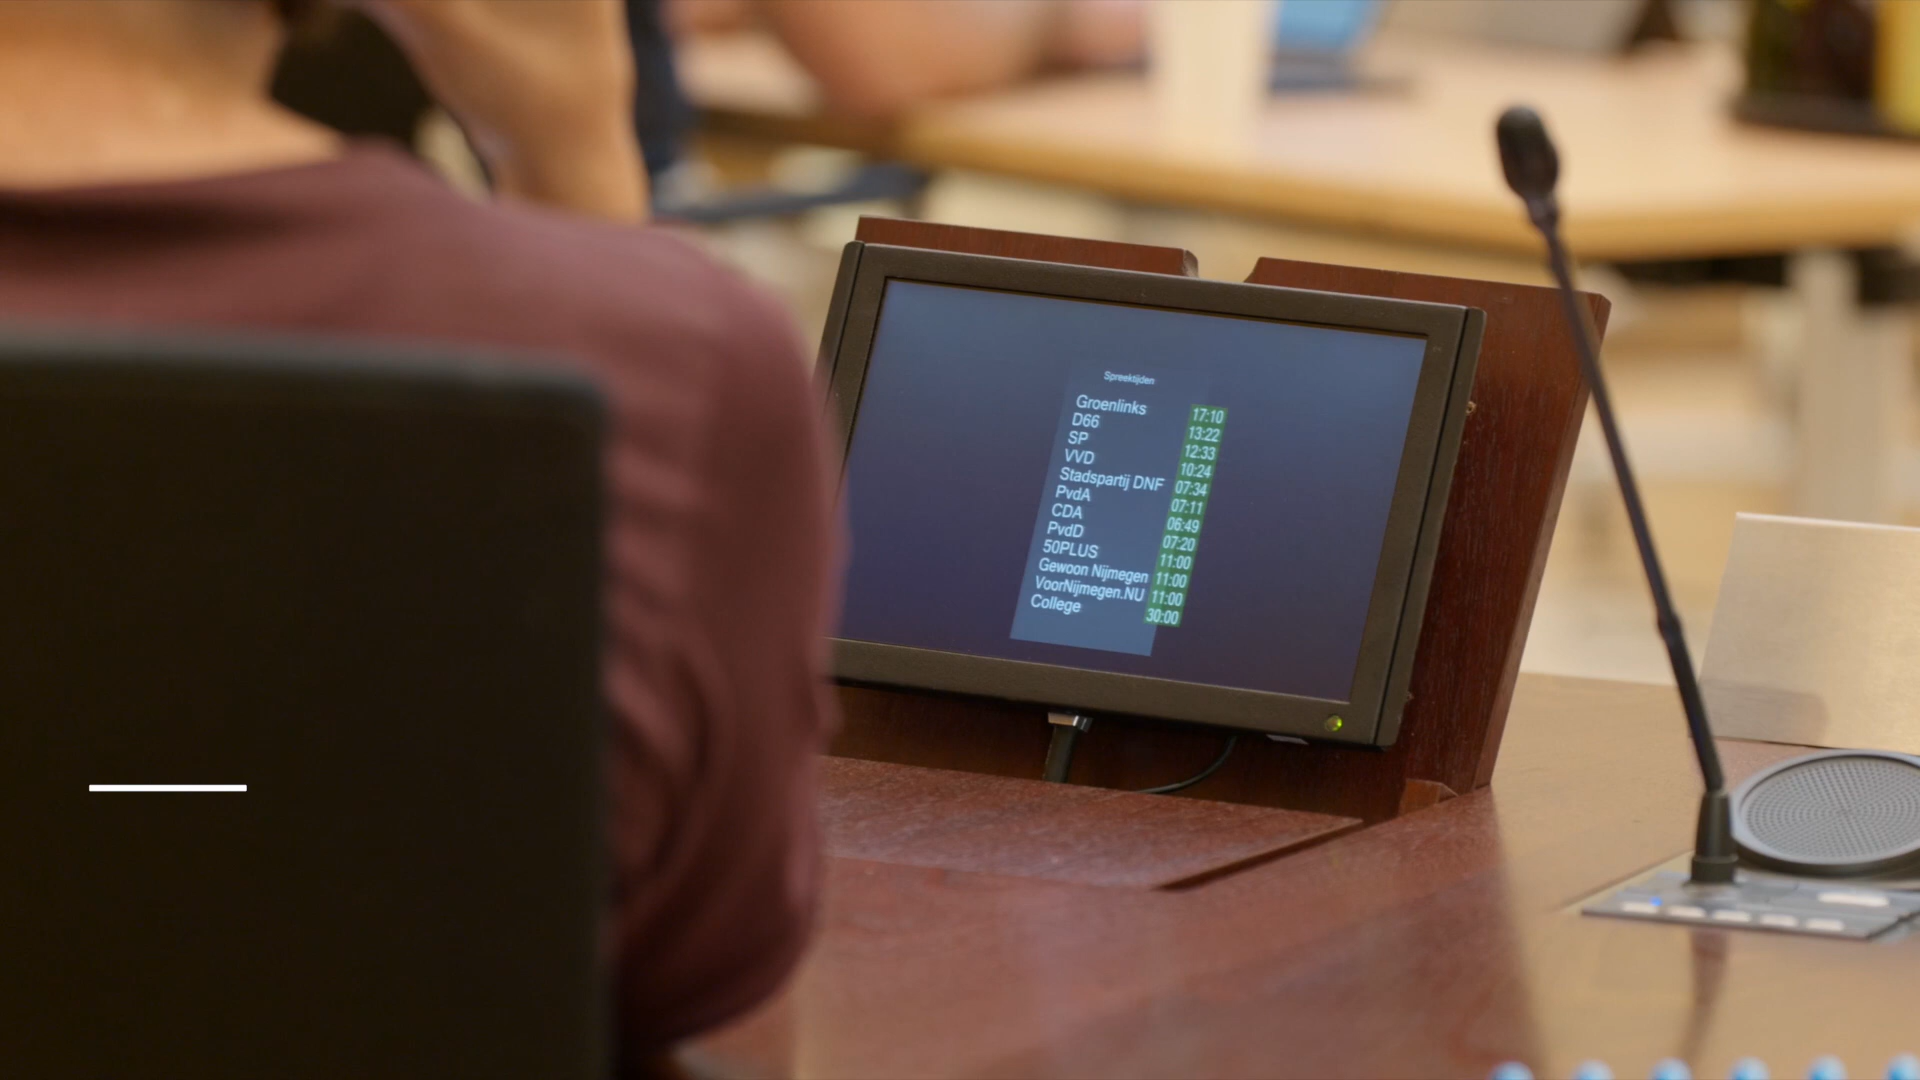 Spreektijden
Groenlinks 17:10
D66 13:22
SP 12:33
VVD 10:24
Stadspartij DNF 07:34
PvdA 07:11
CDA 06:49
PvdD 07:20
50PLUS 11:00
Gewoon Nijmegen 11:00
VoorNijmegen.NU 11:00
College 30:00